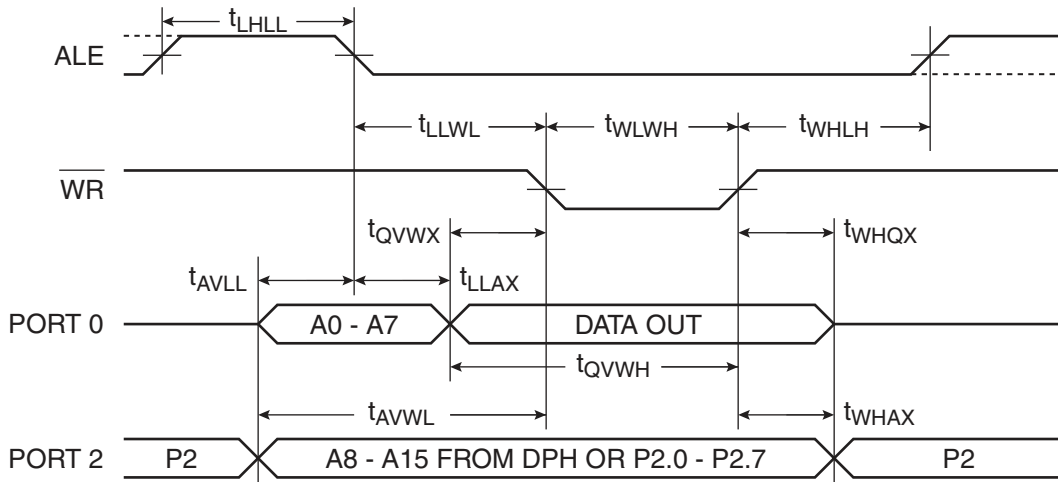 tLHLL
ALE
tLLWL tWLWH tWHLH
WR
tQVWX tWHQX
tAVLL tLLAX
PORT 0 A0 - A7 DATA OUT
tQVWH
tAVWL tWHAX
PORT 2 P2 A8 - A15 FROM DPH OR P2.0 - P2.7 P2